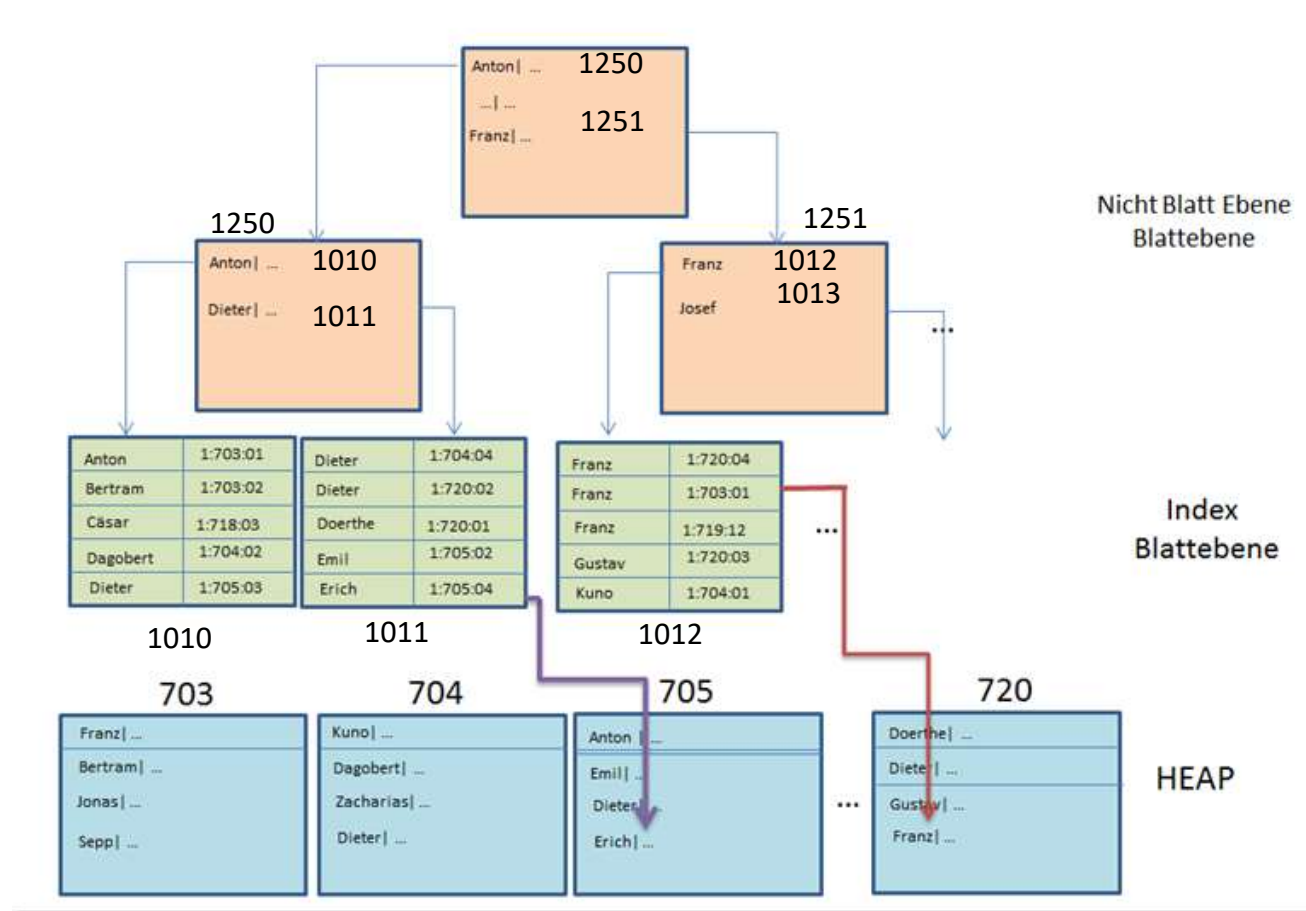 Anton| ... 1250
...| ...
Franz| ... 1251
Nicht Blatt Ebene
Blattebene
1250
Anton| ... 1010
Dieter| ... 1011
1251
Franz 1012
Josef 1013
...
Anton 1:703:01
Bertram 1:703:02
Cäsar 1:718:03
Dagobert 1:704:02
Dieter 1:705:03
1010
Dieter 1:704:04
Dieter 1:720:02
Doerthe 1:720:01
Emil 1:705:02
Erich 1:705:04
1011
Franz 1:720:04
Franz 1:703:01
Franz 1:719:12
Gustav 1:720:03
Kuno 1:704:01
1012
...
Index
Blattebene
703
Franz| ...
Bertram| ...
Jonas| ...
Sepp| ...
704
Kuno| ...
Dagobert| ...
Zacharias| ...
Dieter| ...
705
Anton | ...
Emil| ...
Dieter| ...
Erich| ...
...
720
Doerthe| ...
Dieter| ...
Gustav| ...
Franz| ...
HEAP